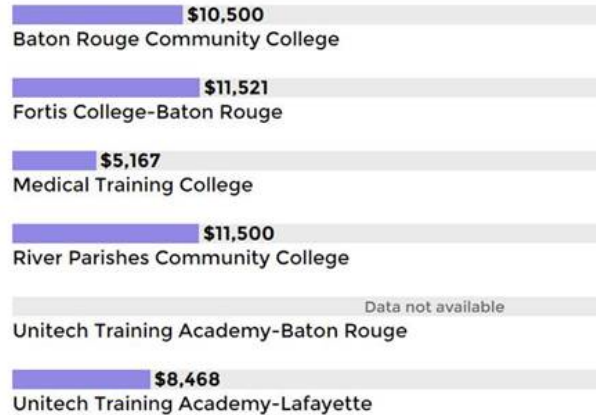 $10,500
Baton Rouge Community College
$11,521
Fortis College-Baton Rouge
$5,167
Medical Training College
$11,500
River Parishes Community College
Data not available
Unitech Training Academy-Baton Rouge
$8,468
Unitech Training Academy-Lafayette